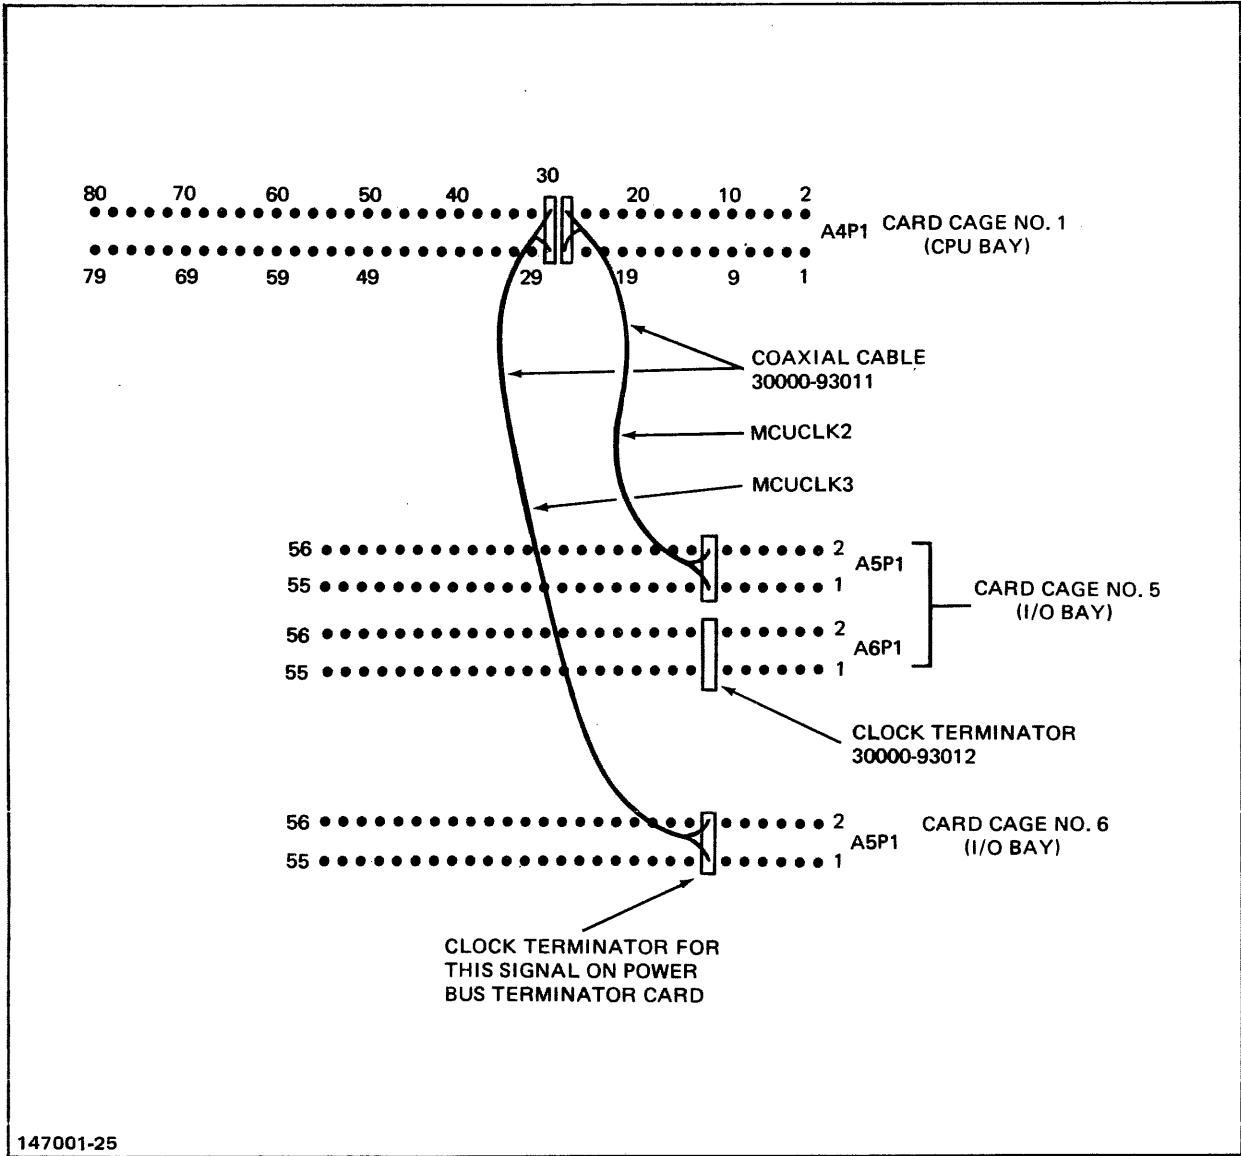 30
80 70 60 50 40 20 10 2
A4P1 CARD CAGE NO. 1
(CPU BAY)
79 69 59 49 29 19 9 1
COAXIAL CABLE
30000-93011
MCUCLK2
MCUCLK3
56 2
A5P1
55 1
CARD CAGE NO. 5
(I/O BAY)
56 2
A6P1
55 1
CLOCK TERMINATOR
30000-93012
56 2
A5P1
55 1
CARD CAGE NO. 6
(I/O BAY)
CLOCK TERMINATOR FOR
THIS SIGNAL ON POWER
BUS TERMINATOR CARD
147001-25